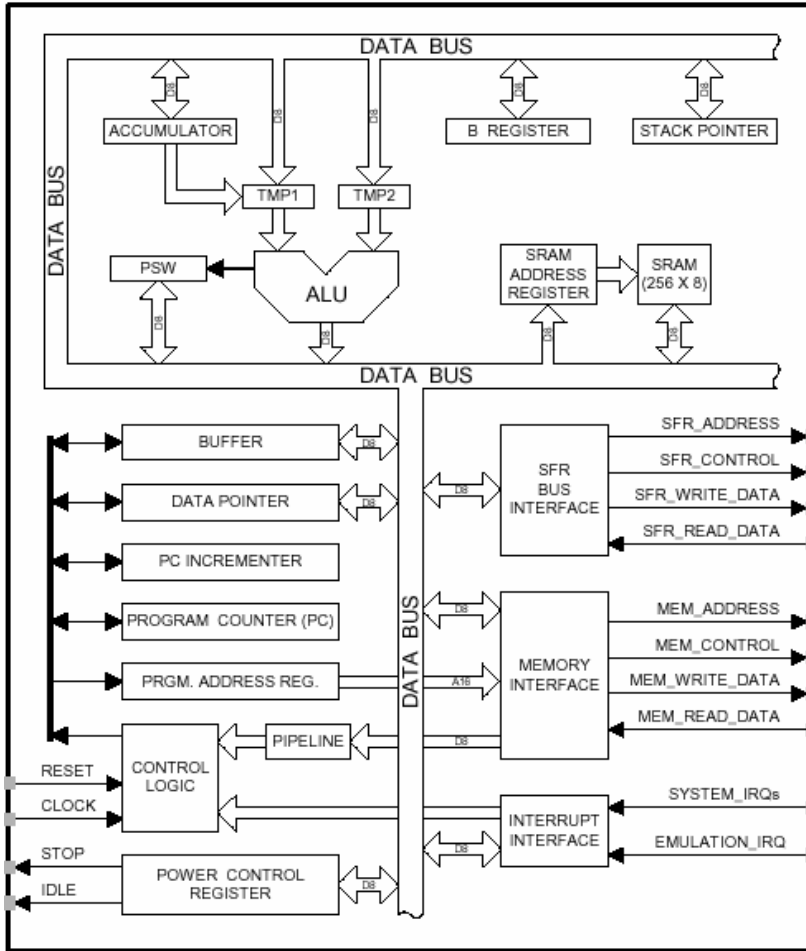 DATA BUS
D8
D8
D8
D8
D8
ACCUMULATOR
B REGISTER
STACK POINTER
DATA BUS
TMP1
TMP2
PSW
ALU
SRAM
ADDRESS
REGISTER
SRAM
(256 X 8)
D8
D8
D8
D8
DATA BUS
BUFFER
D8
DATA POINTER
D8
PC INCREMENTER
PROGRAM COUNTER (PC)
PRGM. ADDRESS REG.
A16
DATA BUS
D8
SFR
BUS
INTERFACE
SFR_ADDRESS
SFR_CONTROL
SFR_WRITE_DATA
SFR_READ_DATA
D8
MEMORY
INTERFACE
MEM_ADDRESS
MEM_CONTROL
MEM_WRITE_DATA
MEM_READ_DATA
CONTROL
LOGIC
PIPELINE
D8
RESET
CLOCK
STOP
IDLE
POWER CONTROL
REGISTER
D8
D8
INTERRUPT
INTERFACE
SYSTEM_IRQs
EMULATION_IRQ